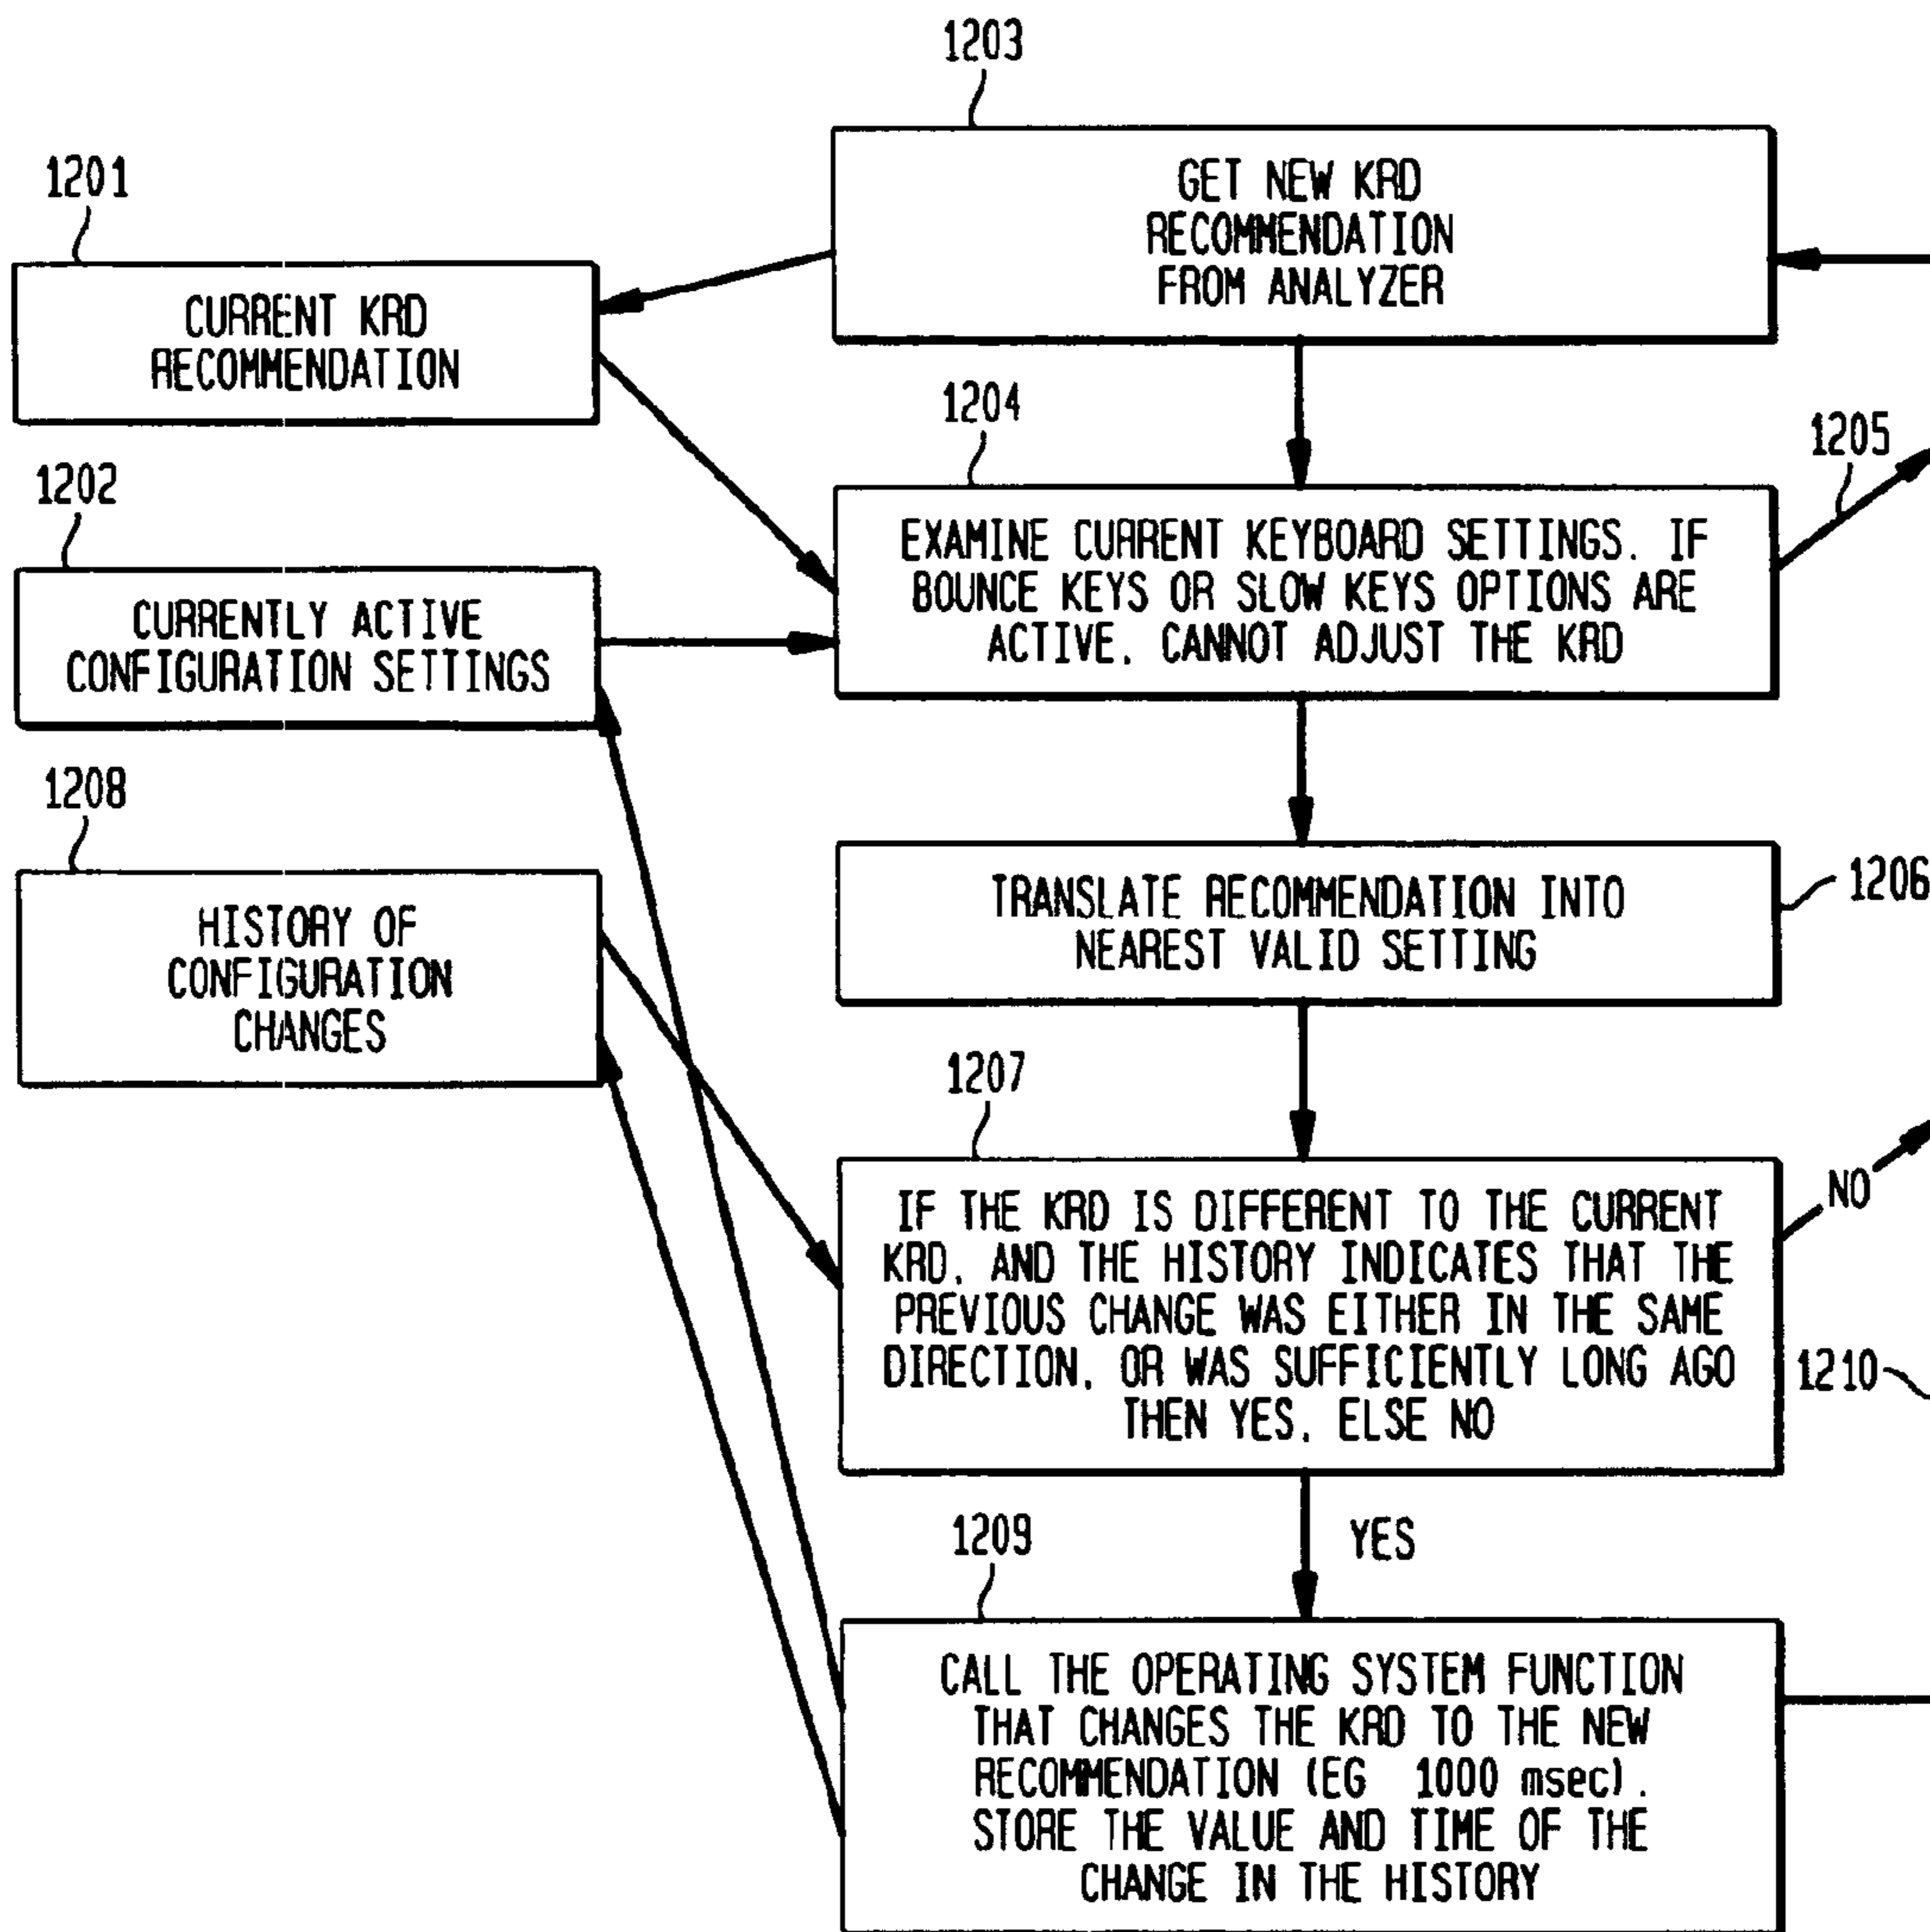 1203
GET NEW KRD
RECOMMENDATION
FROM ANALYZER
1201
CURRENT KRD
RECOMMENDATION
1204
1205
EXAMINE CURRENT KEYBOARD SETTINGS. IF
BOUNCE KEYS OR SLOW KEYS OPTIONS ARE
ACTIVE, CANNOT ADJUST THE KRD
1202
CURRENTLY ACTIVE
CONFIGURATION SETTINGS
1208
HISTORY OF
CONFIGURATION
CHANGES
TRANSLATE RECOMMENDATION INTO
NEAREST VALID SETTING
1206
1207
IF THE KRD IS DIFFERENT TO THE CURRENT
KRD, AND THE HISTORY INDICATES THAT THE
PREVIOUS CHANGE WAS EITHER IN THE SAME
DIRECTION, OR WAS SUFFICIENTLY LONG AGO
THEN YES, ELSE NO
NO
1210
YES
1209
CALL THE OPERATING SYSTEM FUNCTION
THAT CHANGES THE KRD TO THE NEW
RECOMMENDATION (EG 1000 msec).
STORE THE VALUE AND TIME OF THE
CHANGE IN THE HISTORY